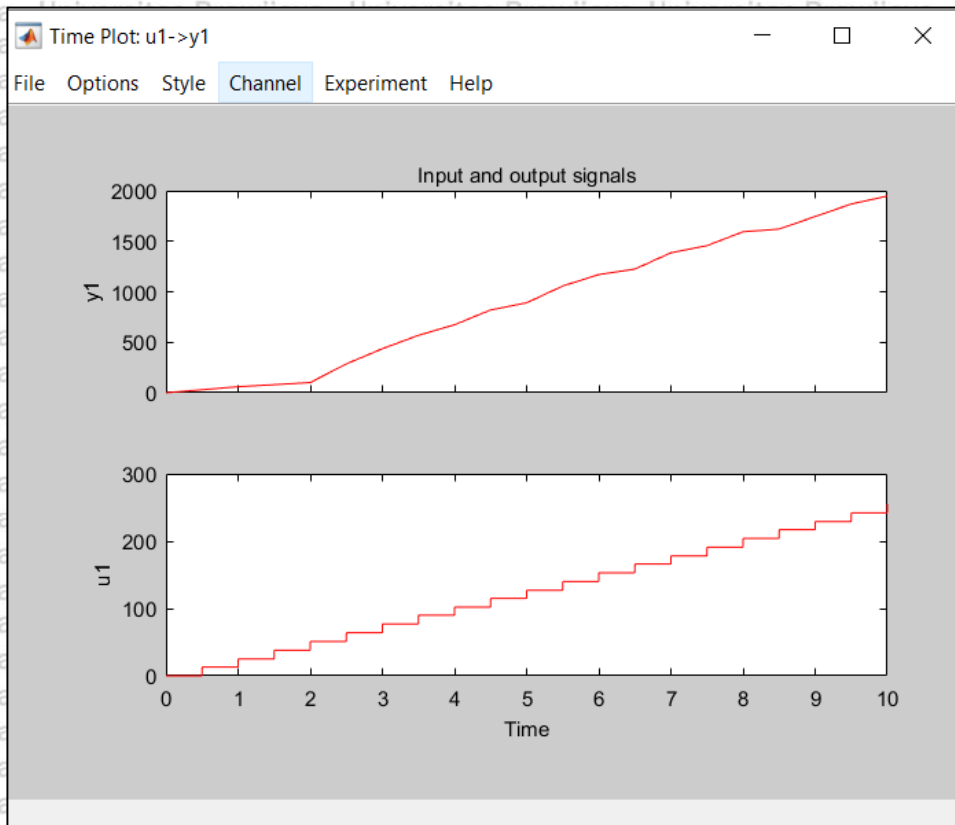 Time Plot: u1->y1
File Options Style Channel Experiment Help
Input and output signals
2000
1500
1000
500
0
y1
300
200
100
0
u1
0 1 2 3 4 5 6 7 8 9 10
Time